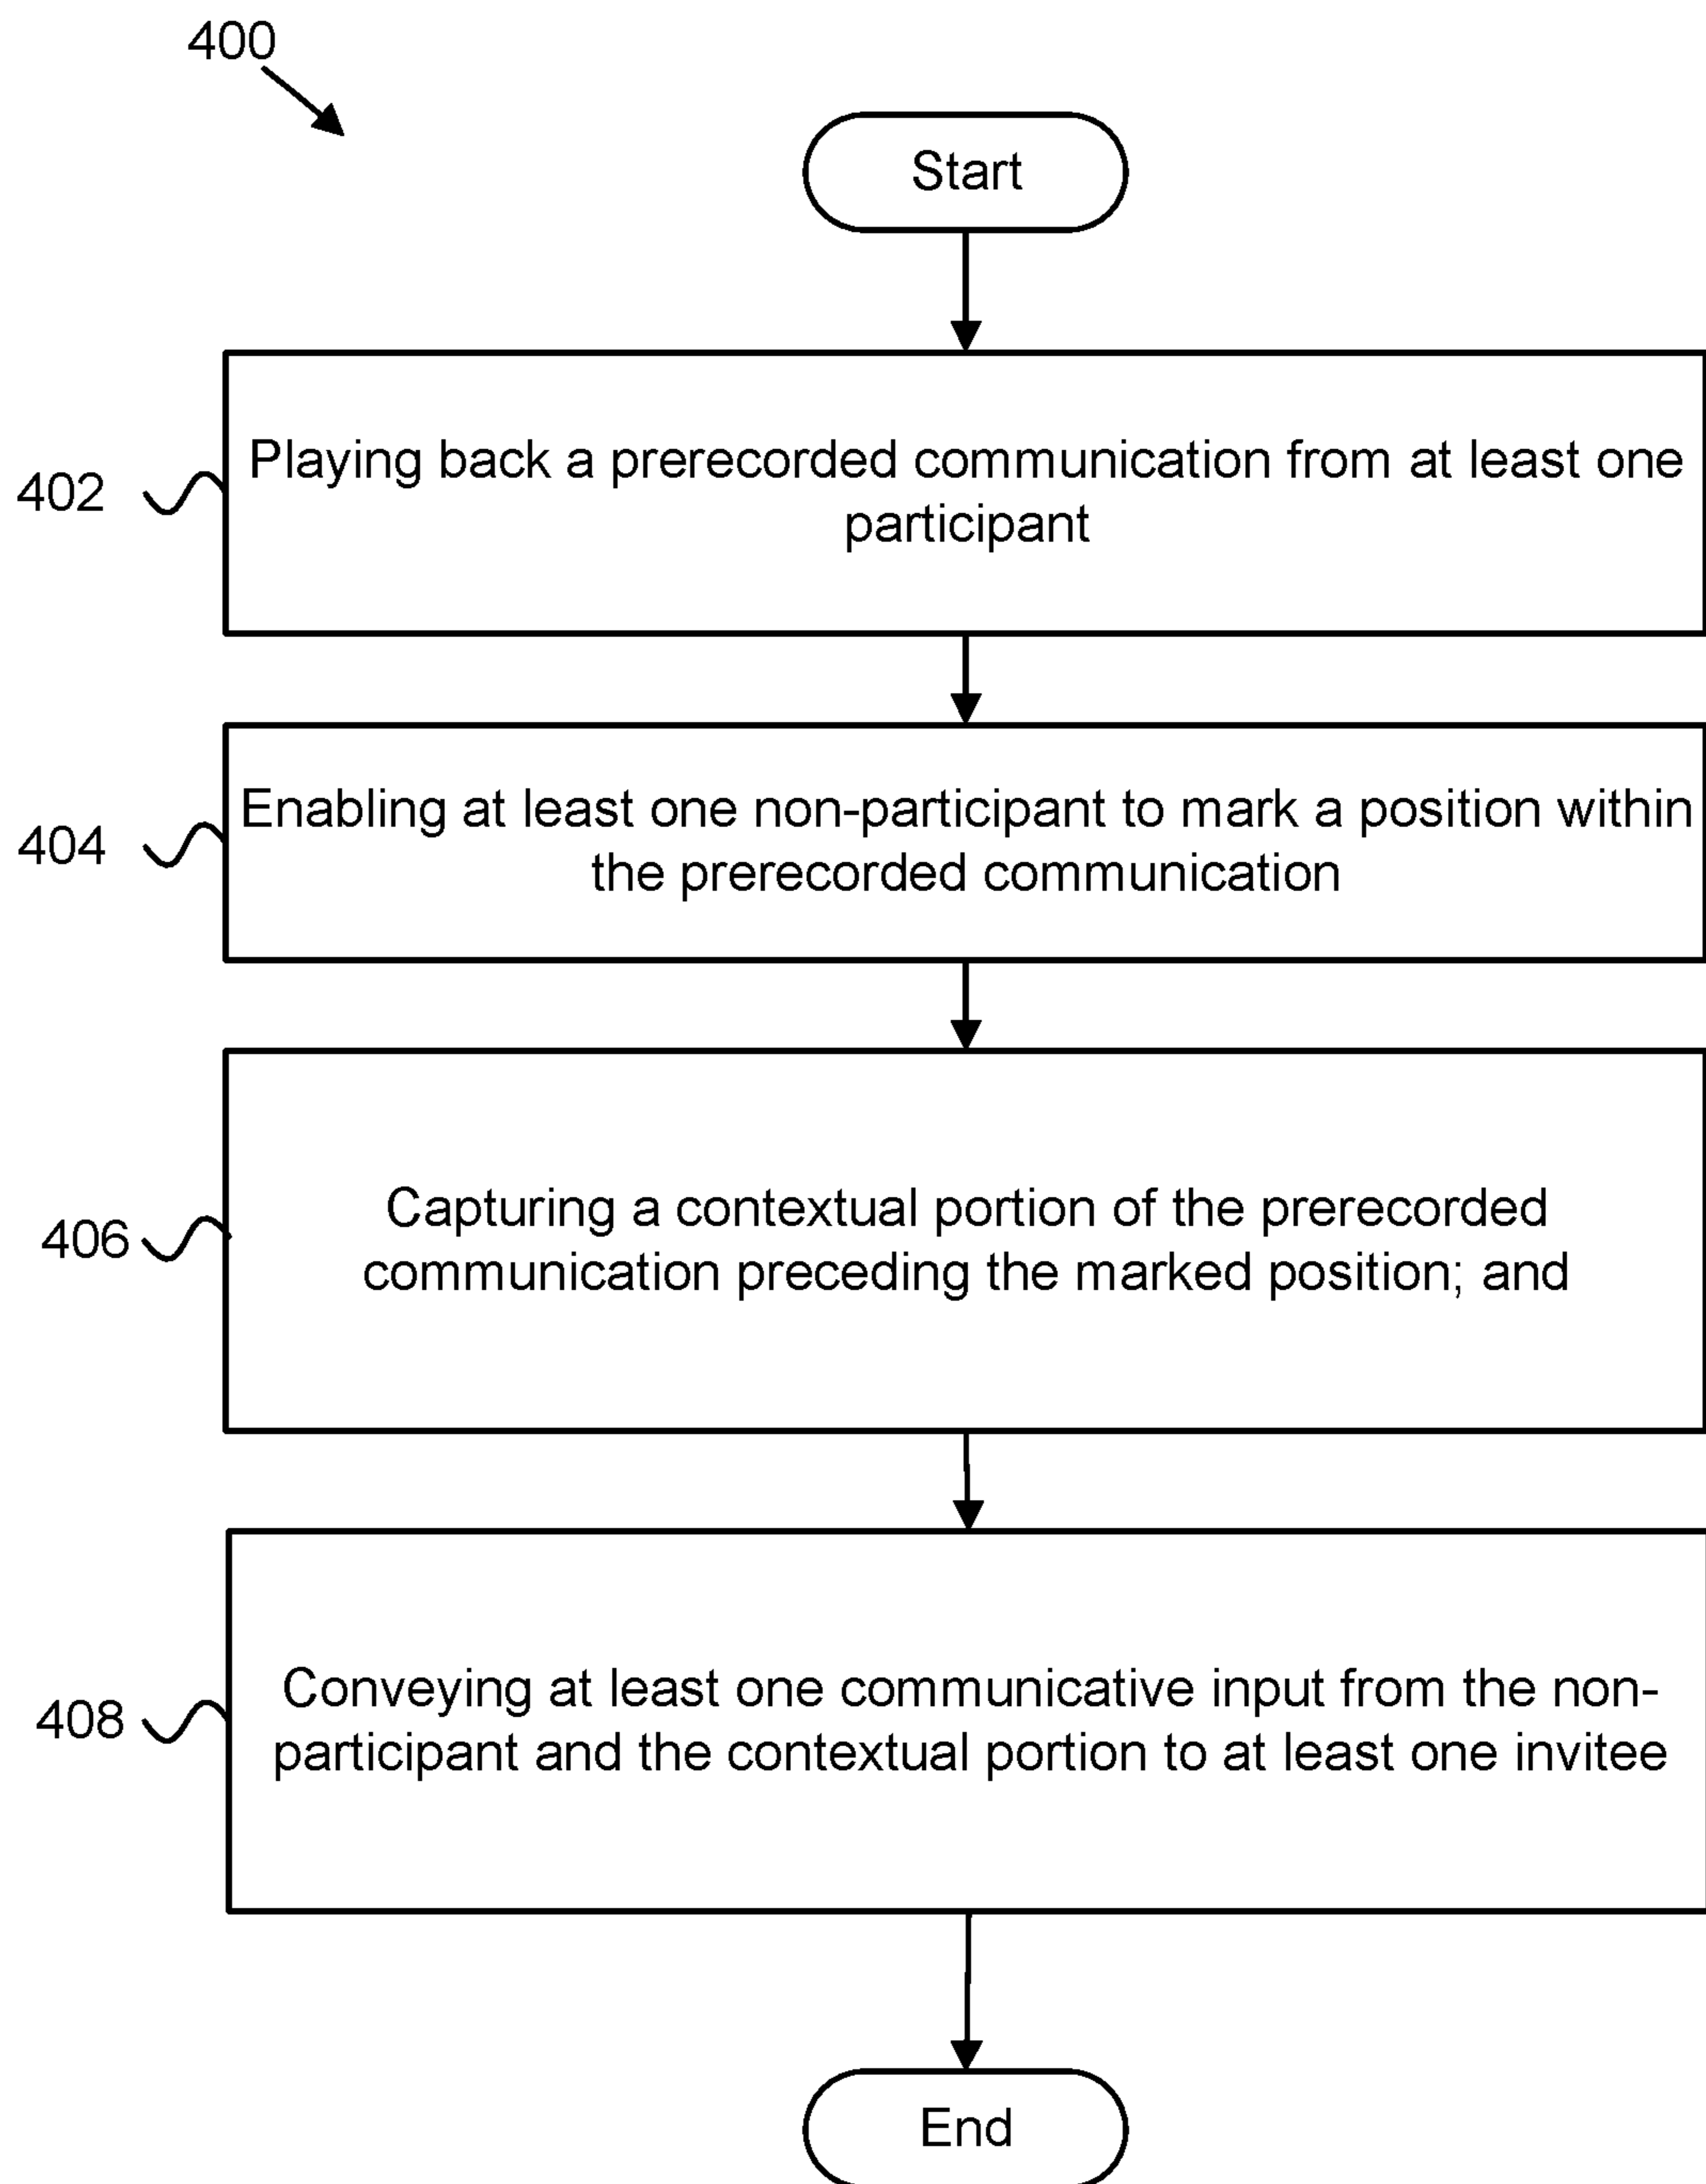 400
Start
402
Playing back a prerecorded communication from at least one
participant
404
Enabling at least one non-participant to mark a position within
the prerecorded communication
406
Capturing a contextual portion of the prerecorded
communication preceding the marked position; and
408
Conveying at least one communicative input from the non-
participant and the contextual portion to at least one invitee
End